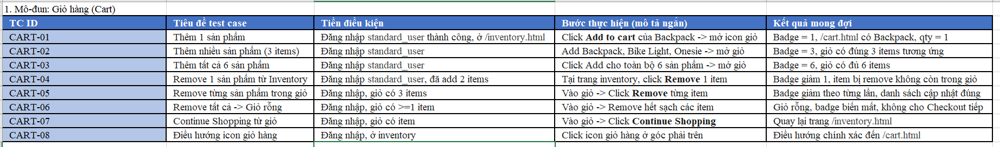 1. Mô-đun: Giỏ hàng (Cart)
TC ID Tiêu đề test case Tiền điều kiện Bước thực hiện (mô tả ngắn) Kết quả mong đợi
CART-01 Thêm 1 sản phẩm Đăng nhập standard_user thành công, ở /inventory.html Click Add to cart của Backpack -> mở icon giỏ Badge = 1, /cart.html có Backpack, qty = 1
CART-02 Thêm nhiều sản phẩm (3 items) Đăng nhập standard_user Add Backpack, Bike Light, Onesie -> mở giỏ Badge = 3, giỏ có đúng 3 items tương ứng
CART-03 Thêm tất cả 6 sản phẩm Đăng nhập standard_user Click Add cho toàn bộ 6 sản phẩm -> mở giỏ Badge = 6, giỏ có đủ 6 items
CART-04 Remove 1 sản phẩm từ Inventory Đăng nhập standard_user, đã add 2 items Tại trang inventory, click Remove 1 item Badge giảm 1, item bị remove không còn trong giỏ
CART-05 Remove từng sản phẩm trong giỏ Đăng nhập, giỏ có 3 items Vào giỏ -> Click Remove từng item Badge giảm theo từng lần, danh sách cập nhật đúng
CART-06 Remove tất cả -> Giỏ rỗng Đăng nhập, giỏ có >=1 item Vào giỏ -> Remove hết sạch các item Giỏ rỗng, badge biến mất, không cho Checkout tiếp
CART-07 Continue Shopping từ giỏ Đăng nhập, giỏ có item Vào giỏ -> Click Continue Shopping Quay lại trang /inventory.html
CART-08 Điều hướng icon giỏ hàng Đăng nhập, ở inventory Click icon giỏ hàng ở góc phải trên Điều hướng chính xác đến /cart.html